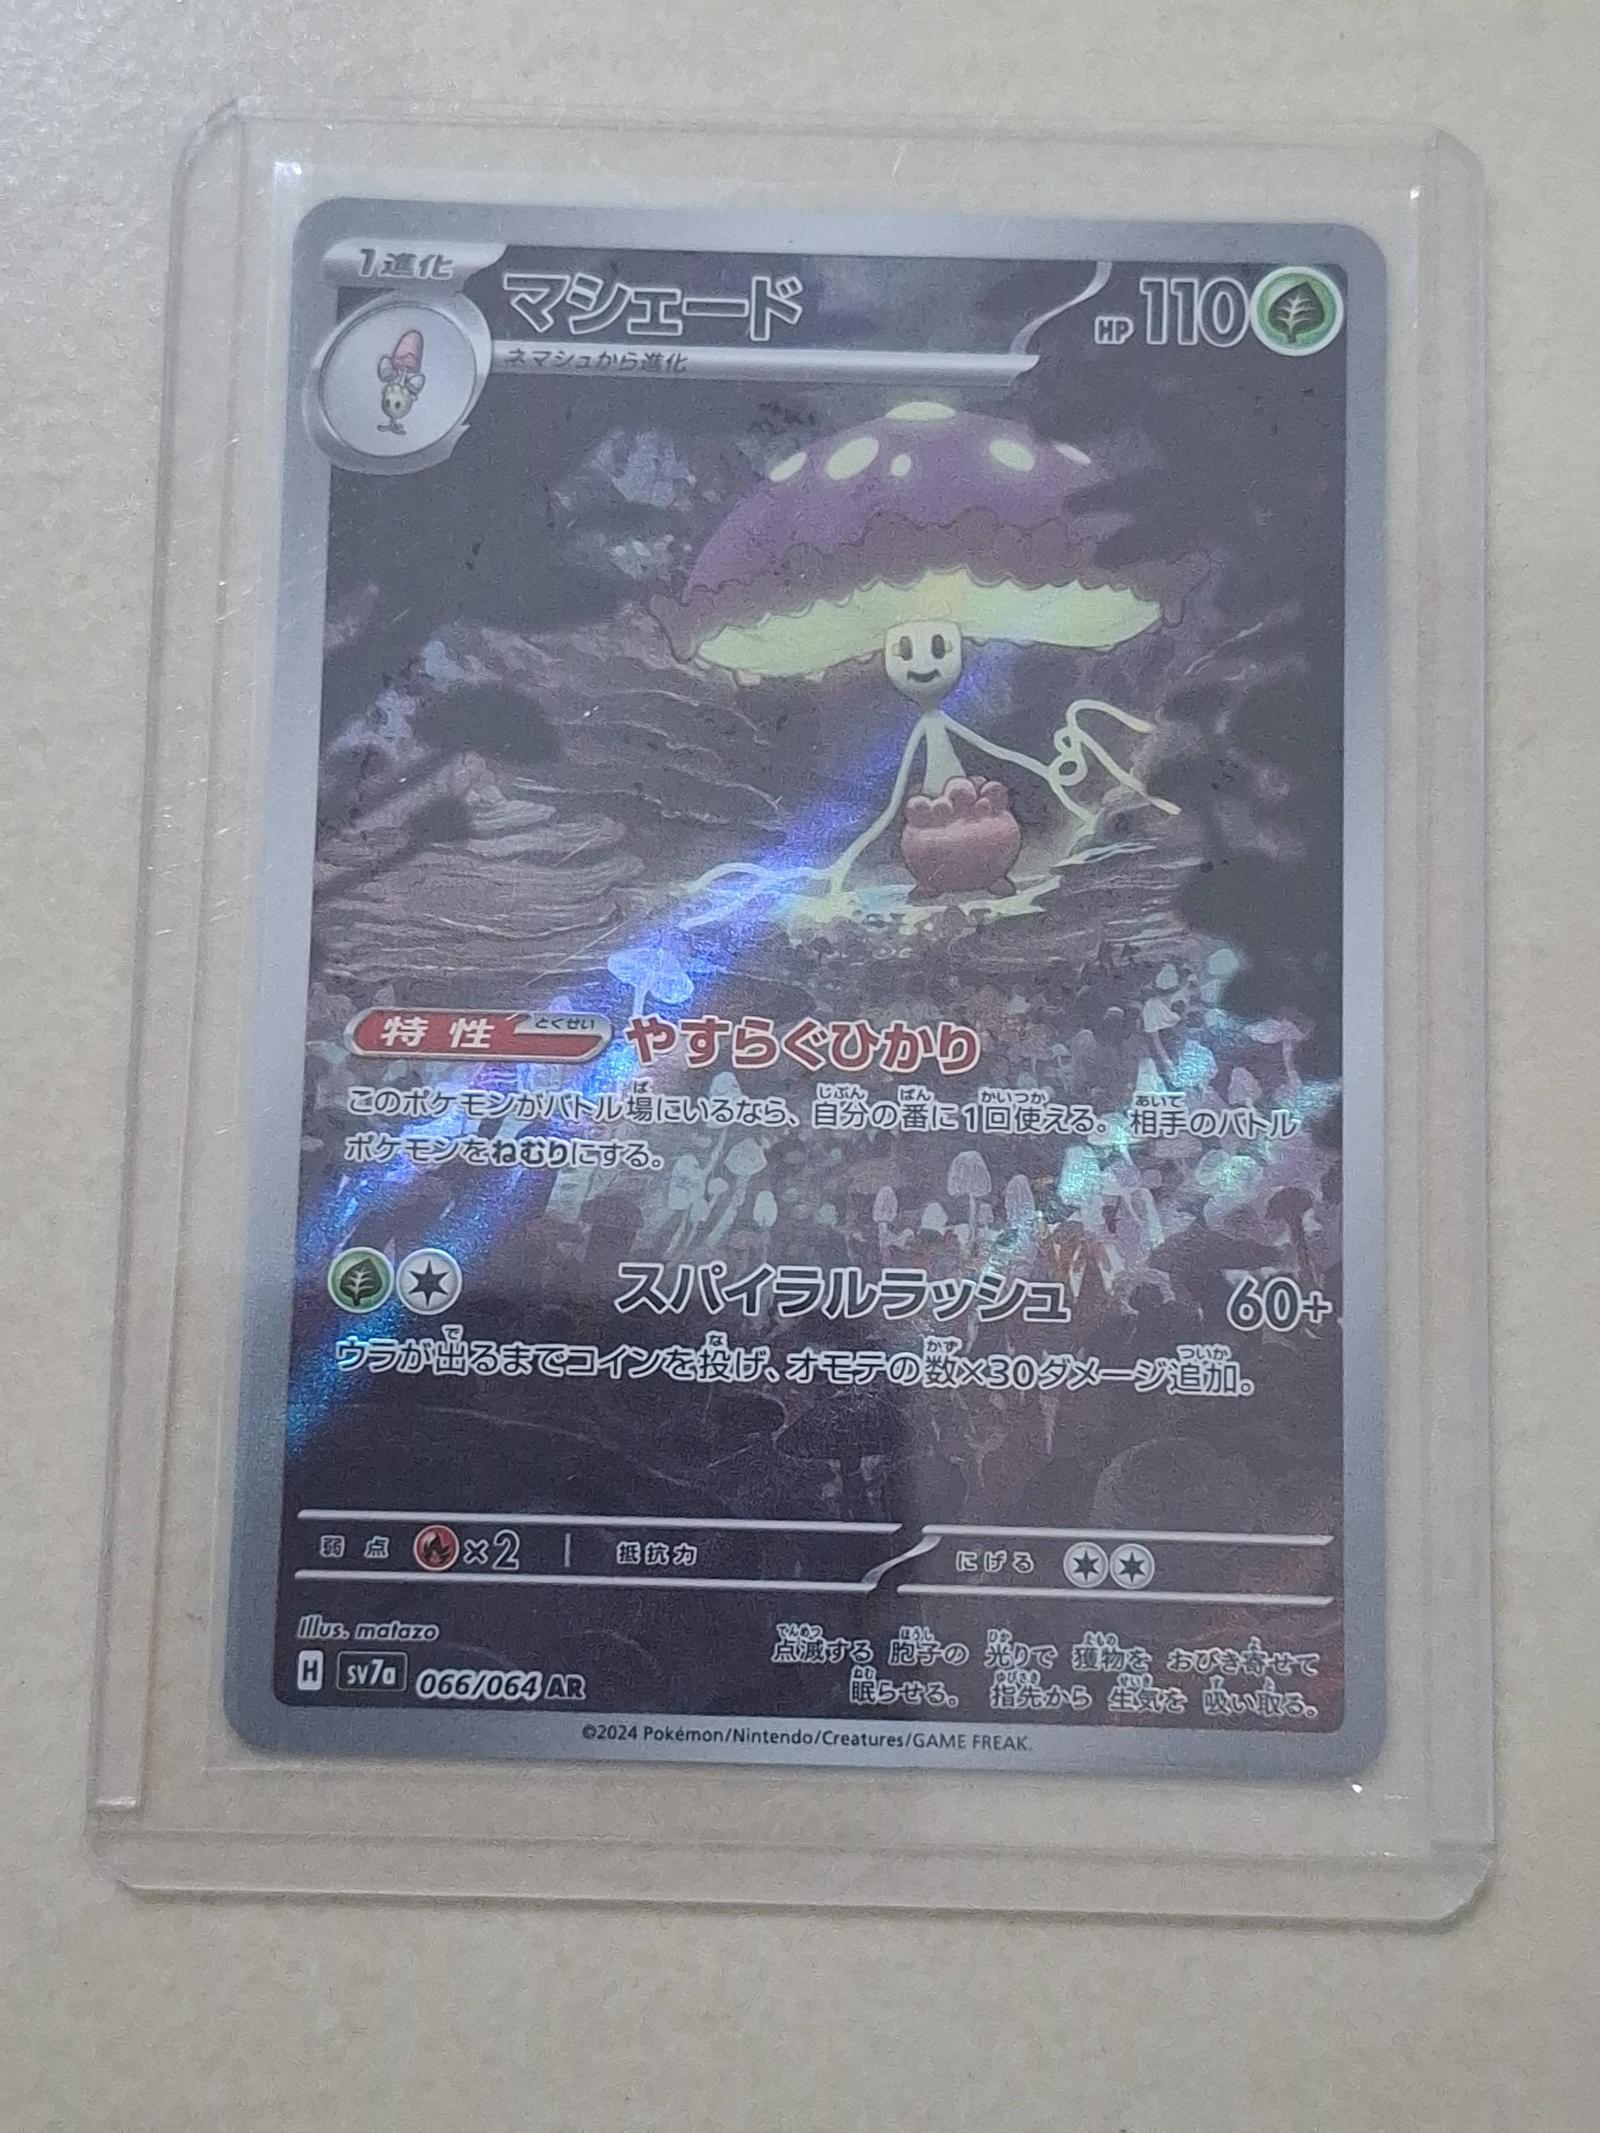 1進化
マシェード
HP 110
ネマシュから進化
特性 とくせい やすらぐひかり
このポケモンがバトル場にいるなら、自分の番に1回使える。相手のバトル
ポケモンをねむりにする。
スパイラルラッシュ 60+
ウラが出るまでコインを投げ、オモテの数×30ダメージ追加。
弱点 ×2 抵抗力 にげる
Illus. matazo
H sv7a 066/064 AR
点滅する 胞子の 光りで 獲物を おびき寄せて
眠らせる。 指先から 生気を 吸い取る。
©2024 Pokémon/Nintendo/Creatures/GAME FREAK.